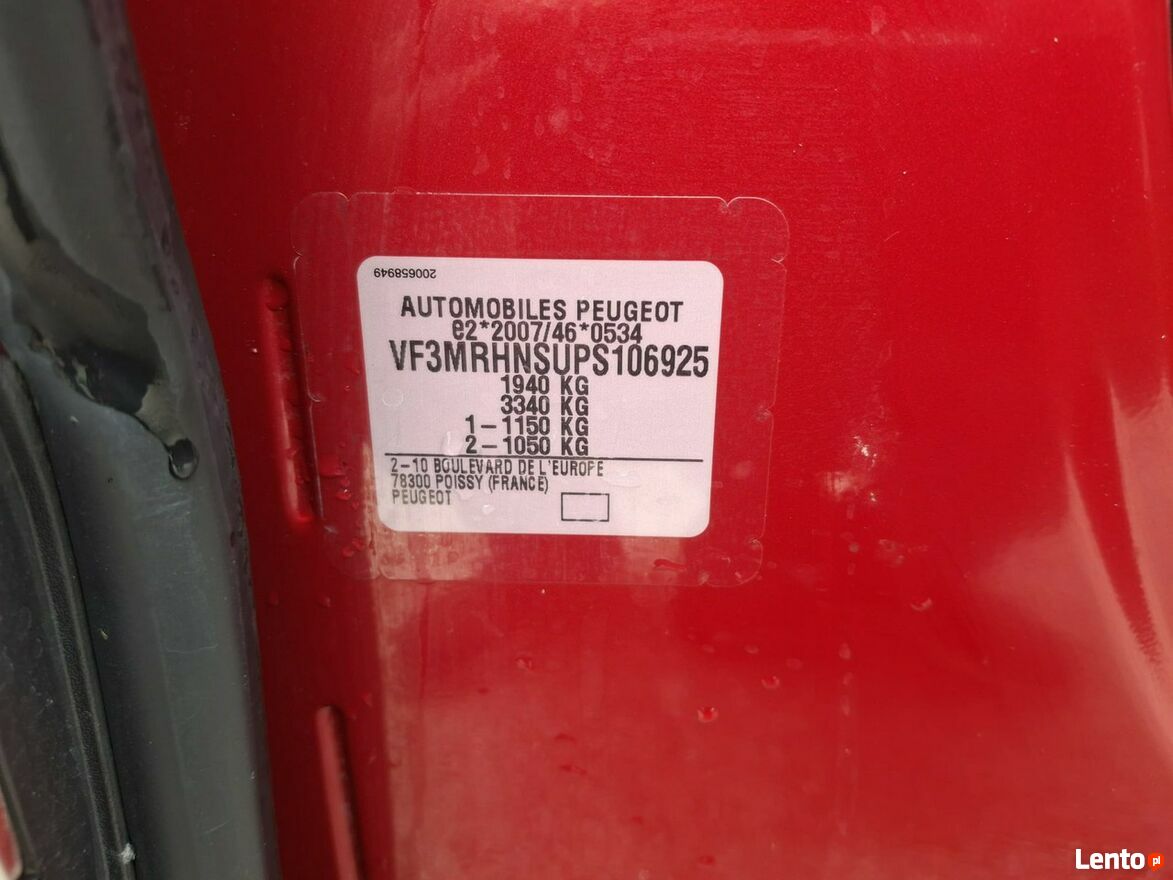 200658949
AUTOMOBILES PEUGEOT
e2*2007/46*0534
VF3MRHNSUPS106925
1940 KG
3340 KG
1-1150 KG
2-1050 KG
2-10 BOULEVARD DE L'EUROPE
78300 POISSY (FRANCE)
PEUGEOT
Lento.pl